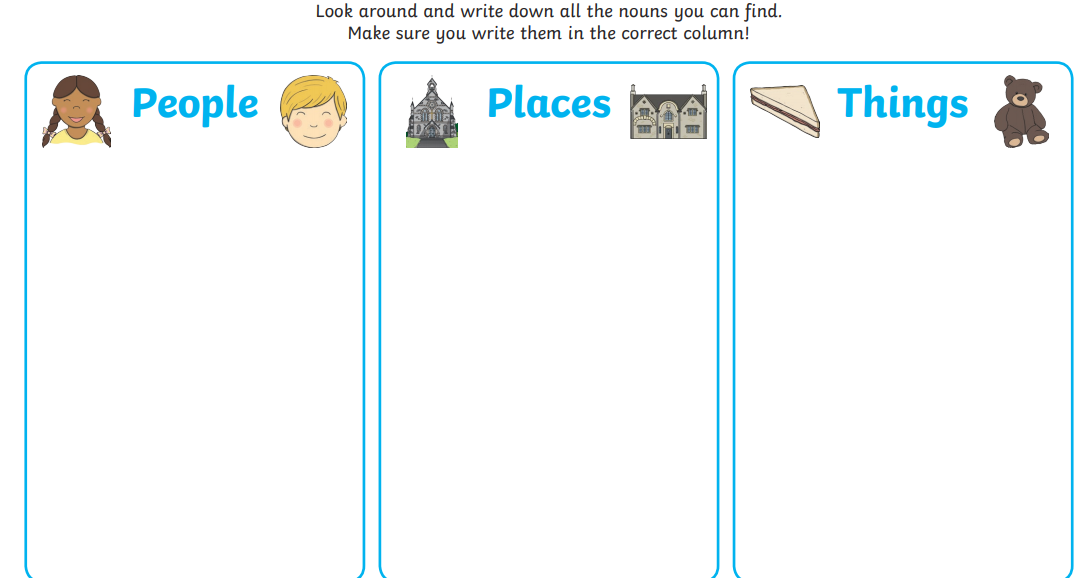 Look around and write down all the nouns you can find.
Make sure you write them in the correct column!
People
Places
Things